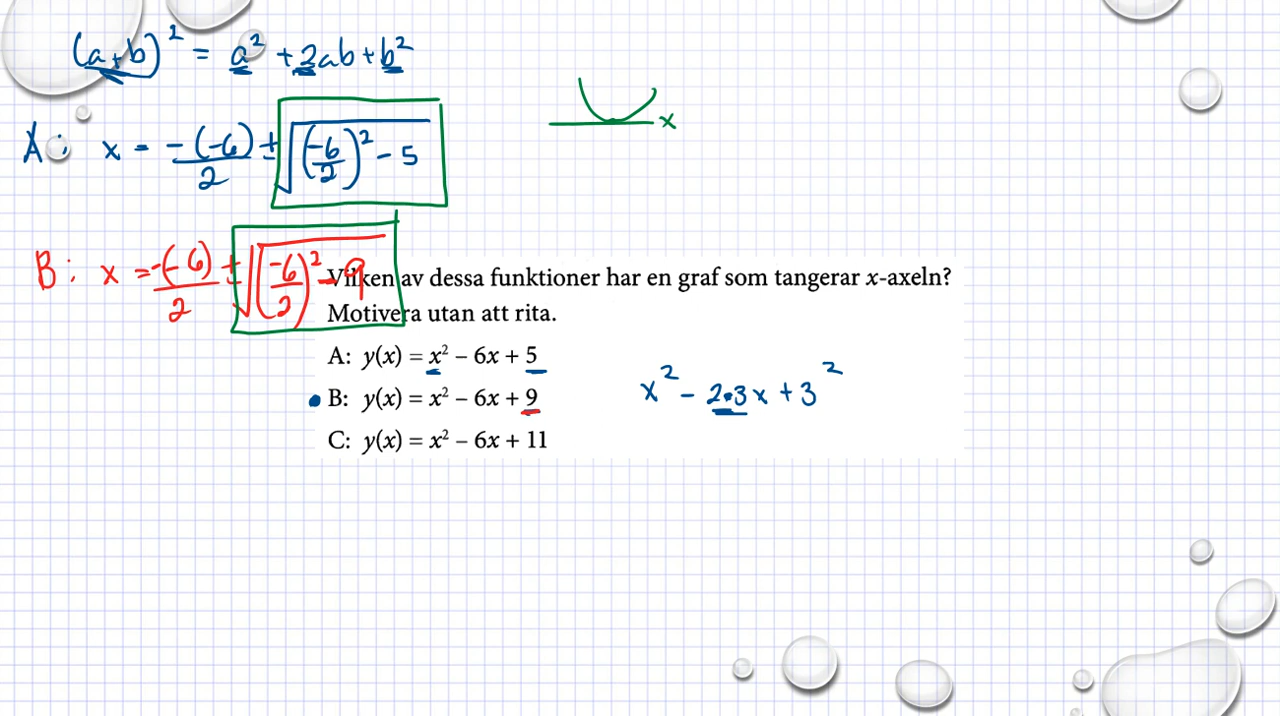 (a+b)² = a² + 2ab + b²
A: x = -(-6)/2 ± √((-6/2)² - 5)
x
B: x = -(-6)/2 ± √((-6/2)² - 9)
Vilken av dessa funktioner har en graf som tangerar x-axeln?
Motivera utan att rita.
A: y(x) = x² – 6x + 5
B: y(x) = x² – 6x + 9
x² - 2·3x + 3²
C: y(x) = x² – 6x + 11